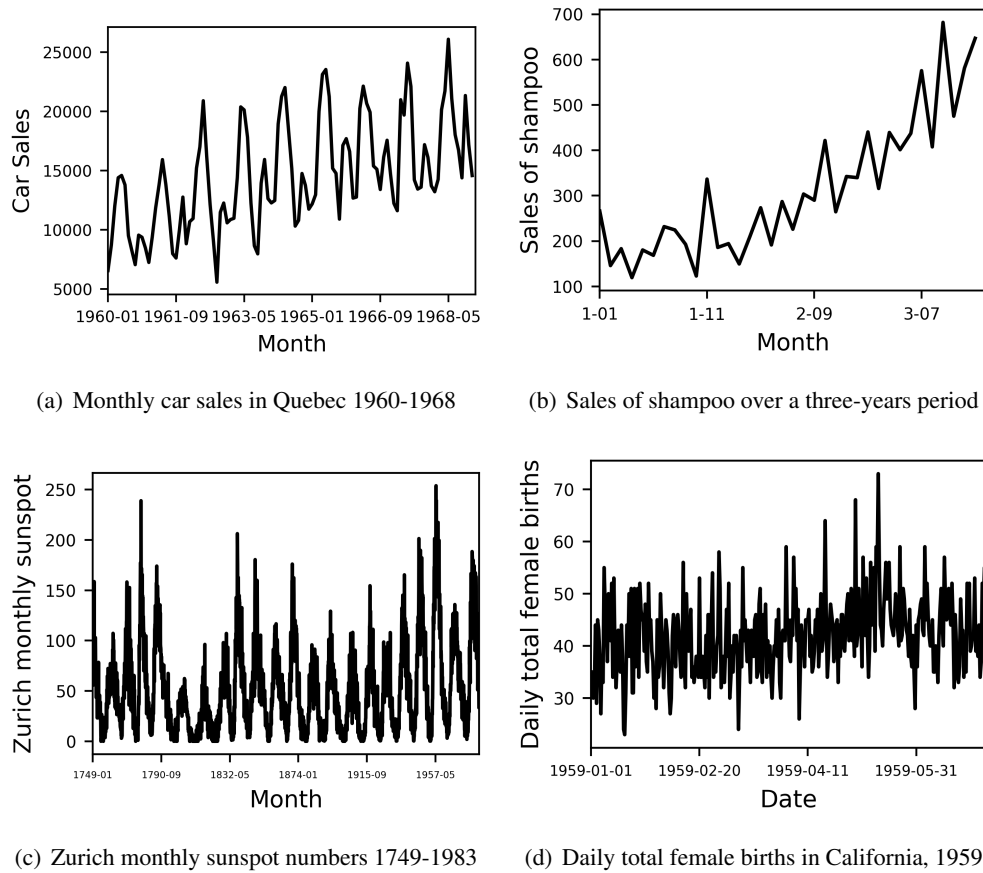 25000
20000
15000
10000
5000
Car Sales
1960-01 1961-09 1963-05 1965-01 1966-09 1968-05
Month
(a) Monthly car sales in Quebec 1960-1968
700
600
500
400
300
200
100
Sales of shampoo
1-01 1-11 2-09 3-07
Month
(b) Sales of shampoo over a three-years period
250
200
150
100
50
0
Zurich monthly sunspot
1749-01 1790-09 1832-05 1874-01 1915-09 1957-05
Month
(c) Zurich monthly sunspot numbers 1749-1983
70
60
50
40
30
Daily total female births
1959-01-01 1959-02-20 1959-04-11 1959-05-31
Date
(d) Daily total female births in California, 1959